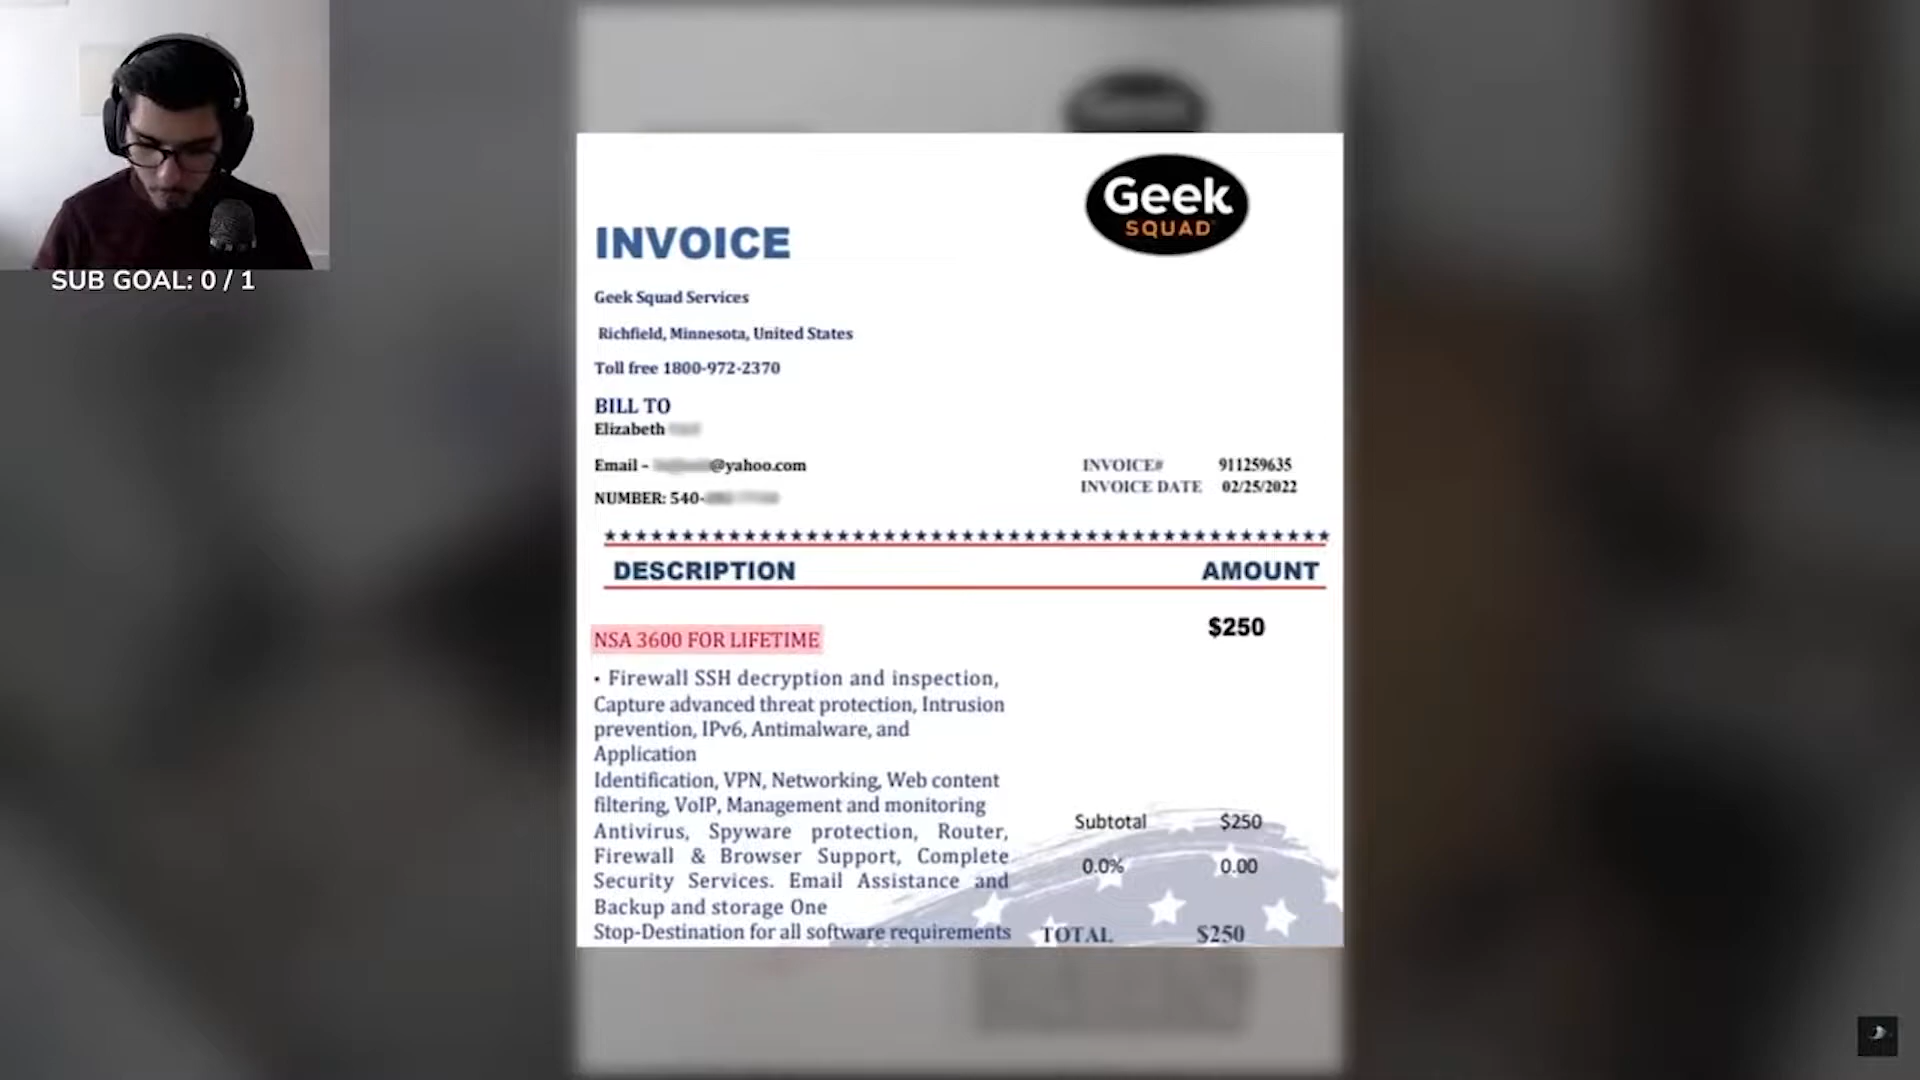 SUB GOAL: 0 / 1
Geek
SQUAD
INVOICE
Geek Squad Services
Richfield, Minnesota, United States
Toll free 1800-972-2370
BILL TO
Elizabeth
Email - @yahoo.com
NUMBER: 540-
INVOICE# 911259635
INVOICE DATE 02/25/2022
★★★★★★★★★★★★★★★★★★★★★★★★★★★★★★★★★★★★★★★★★★★★★★★
DESCRIPTION AMOUNT
NSA 3600 FOR LIFETIME $250
• Firewall SSH decryption and inspection,
Capture advanced threat protection, Intrusion
prevention, IPv6, Antimalware, and
Application
Identification, VPN, Networking, Web content
filtering, VoIP, Management and monitoring
Antivirus, Spyware protection, Router,
Firewall & Browser Support, Complete
Security Services. Email Assistance and
Backup and storage One
Stop-Destination for all software requirements
Subtotal $250
0.0% 0.00
TOTAL $250